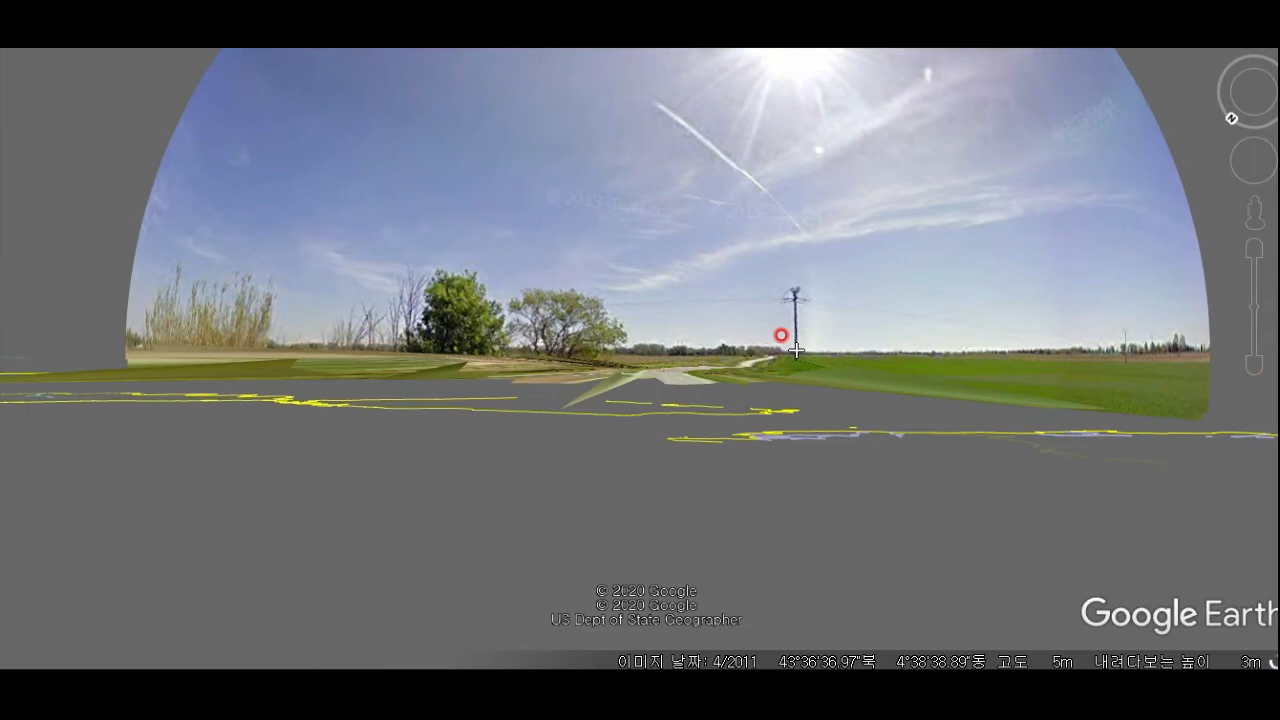 N
© 2020 Google
© 2020 Google
US Dept of State Geographer
Google Earth
이미지 날짜: 4/2011 43°36'36.97"북 4°38'38.89"동 고도 5m 내려다보는 높이 3m